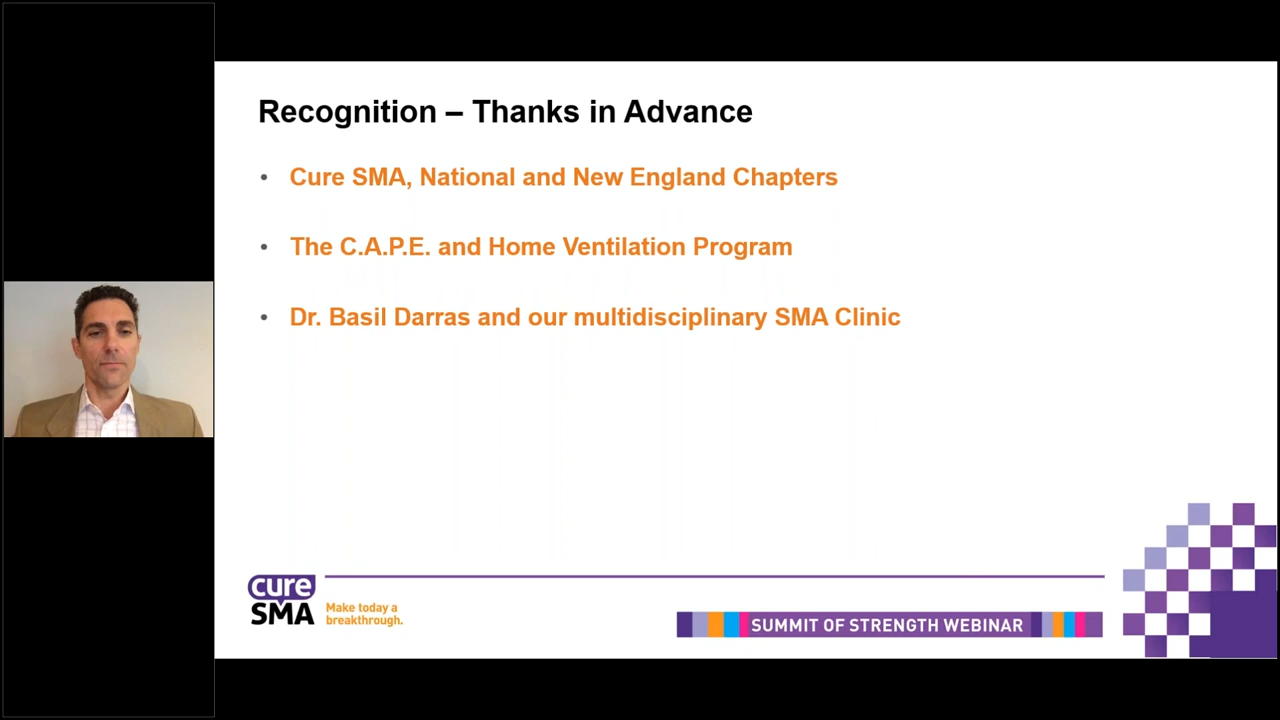 Recognition – Thanks in Advance
• Cure SMA, National and New England Chapters
• The C.A.P.E. and Home Ventilation Program
• Dr. Basil Darras and our multidisciplinary SMA Clinic
cure
SMA
Make today a
breakthrough.
SUMMIT OF STRENGTH WEBINAR